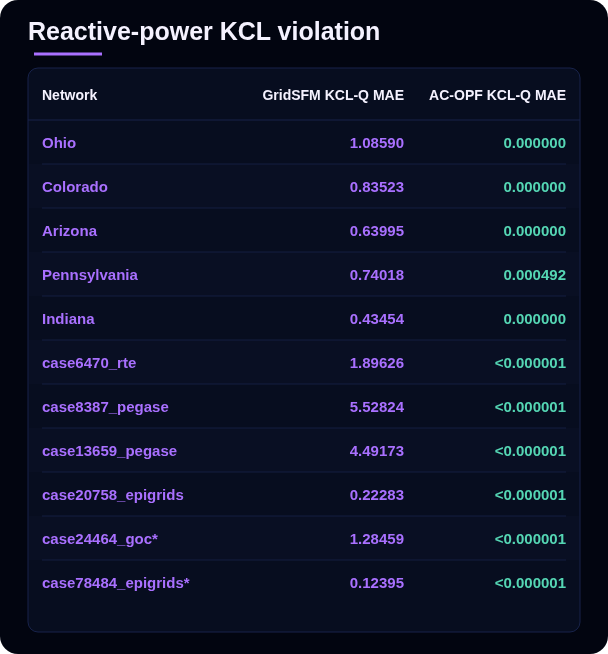 Reactive-power KCL violation
Network GridSFM KCL-Q MAE AC-OPF KCL-Q MAE
Ohio 1.08590 0.000000
Colorado 0.83523 0.000000
Arizona 0.63995 0.000000
Pennsylvania 0.74018 0.000492
Indiana 0.43454 0.000000
case6470_rte 1.89626 <0.000001
case8387_pegase 5.52824 <0.000001
case13659_pegase 4.49173 <0.000001
case20758_epigrids 0.22283 <0.000001
case24464_goc* 1.28459 <0.000001
case78484_epigrids* 0.12395 <0.000001